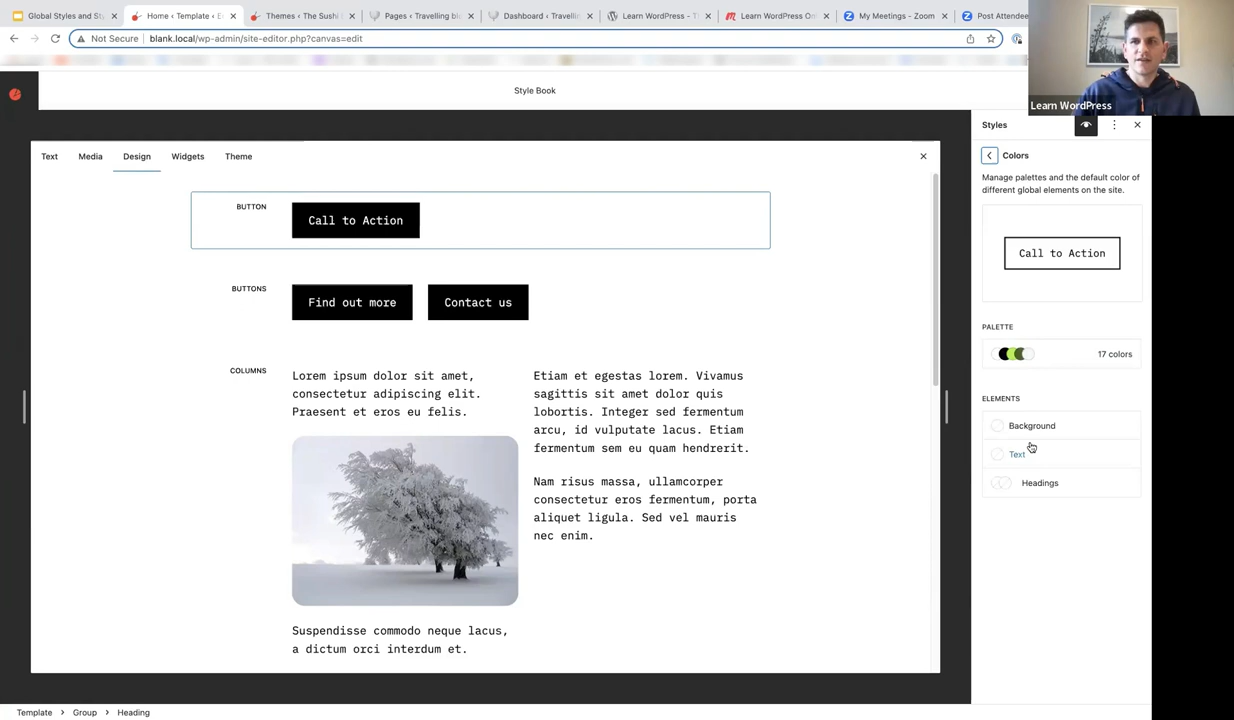 Global Styles and Sty
Home ‹ Template ‹ E
Themes ‹ The Sushi
Pages ‹ Travelling bl
Dashboard ‹ Travellin
Learn WordPress – T
Learn WordPress On
My Meetings - Zoom
Post Attendee
Not Secure
blank.local/wp-admin/site-editor.php?canvas=edit
Learn WordPress
Style Book
Styles
Text
Media
Design
Widgets
Theme
BUTTON
Call to Action
BUTTONS
Find out more
Contact us
COLUMNS
Lorem ipsum dolor sit amet,
consectetur adipiscing elit.
Praesent et eros eu felis.
Suspendisse commodo neque lacus,
a dictum orci interdum et.
Etiam et egestas lorem. Vivamus
sagittis sit amet dolor quis
lobortis. Integer sed fermentum
arcu, id vulputate lacus. Etiam
fermentum sem eu quam hendrerit.
Nam risus massa, ullamcorper
consectetur eros fermentum, porta
aliquet ligula. Sed vel mauris
nec enim.
Colors
Manage palettes and the default color of
different global elements on the site.
Call to Action
PALETTE
17 colors
ELEMENTS
Background
Text
Headings
Template
Group
Heading